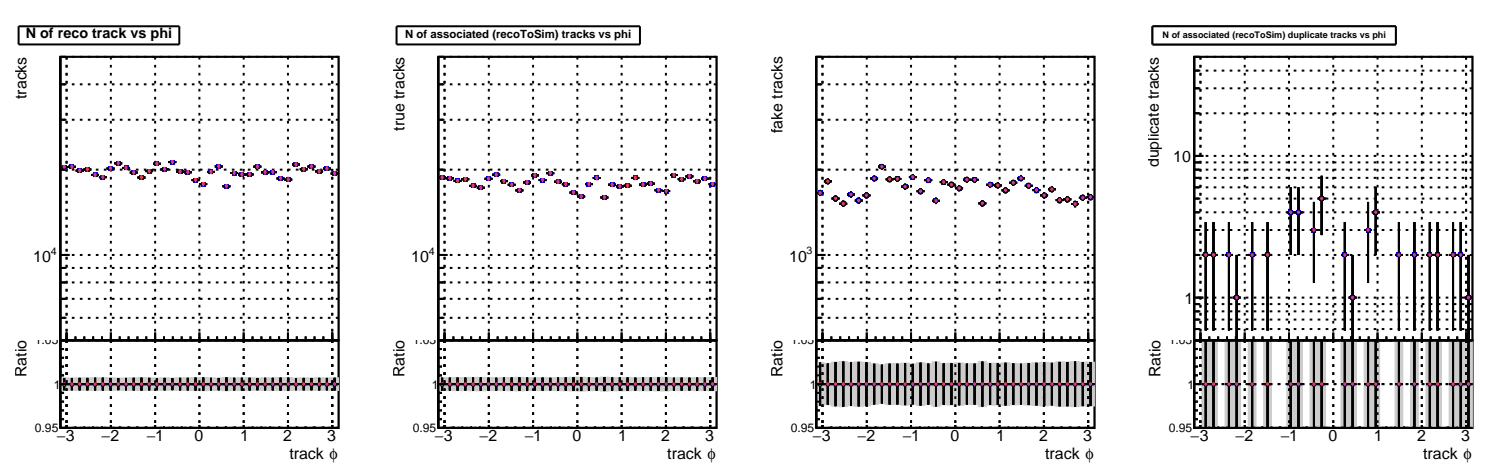 N of reco track vs phi
tracks
10⁴
Ratio
1
0.95
−3 −2 −1 0 1 2 3
track ϕ
N of associated (recoToSim) tracks vs phi
true tracks
10⁴
Ratio
1
0.95
−3 −2 −1 0 1 2 3
track ϕ
fake tracks
10³
Ratio
1
0.95
−3 −2 −1 0 1 2 3
track ϕ
N of associated (recoToSim) duplicate tracks vs phi
duplicate tracks
10
1
Ratio
1
0.95
−3 −2 −1 0 1 2 3
track ϕ